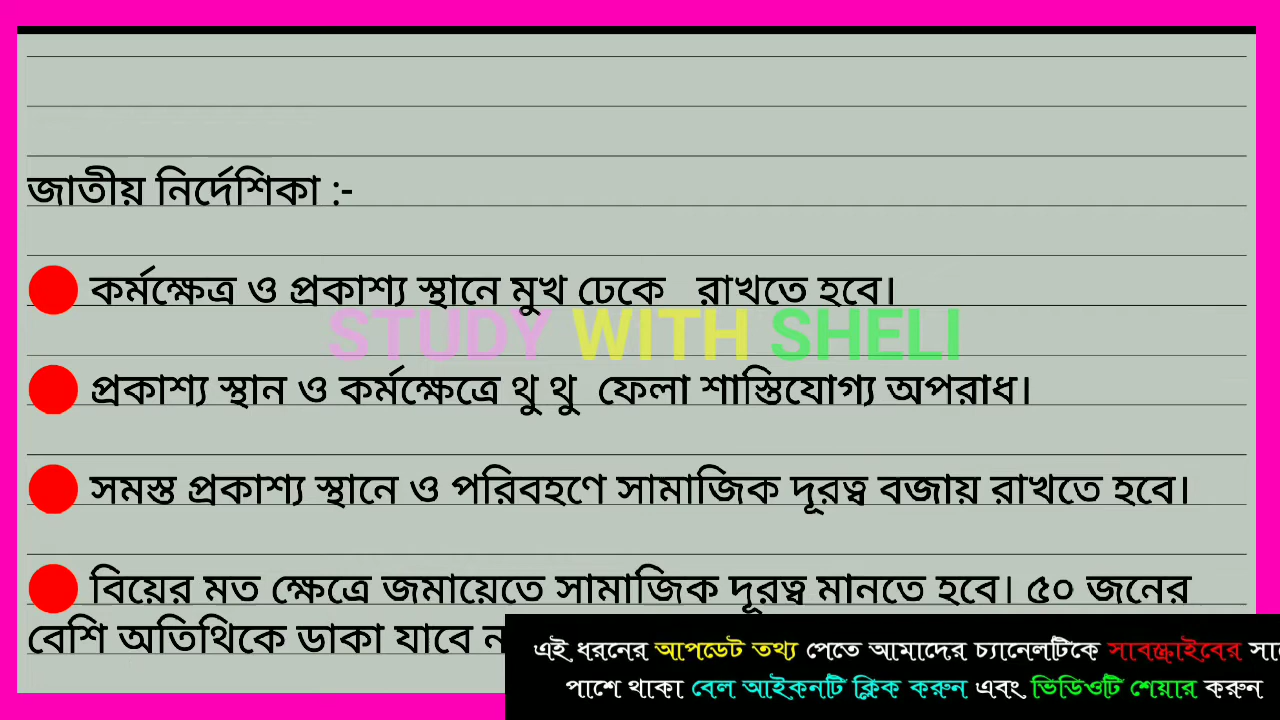 জাতীয় নির্দেশিকা :-
কর্মক্ষেত্র ও প্রকাশ্য স্থানে মুখ ঢেকে রাখতে হবে।
STUDY WITH SHELI
প্রকাশ্য স্থান ও কর্মক্ষেত্রে থু থু ফেলা শাস্তিযোগ্য অপরাধ।
সমস্ত প্রকাশ্য স্থানে ও পরিবহণে সামাজিক দূরত্ব বজায় রাখতে হবে।
বিয়ের মত ক্ষেত্রে জমায়েতে সামাজিক দূরত্ব মানতে হবে। ৫০ জনের
বেশি অতিথিকে ডাকা যাবে
এই ধরনের আপডেট তথ্য পেতে আমাদের চ্যানেলটিকে সাবস্ক্রাইবের
পাশে থাকা বেল আইকনটি ক্লিক করুন এবং ভিডিওটি শেয়ার করুন